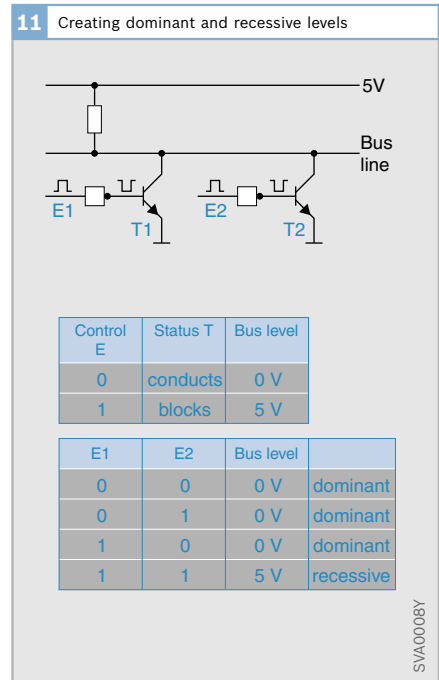 11 Creating dominant and recessive levels
5V
Bus
line
E1
T1
E2
T2
Control
E
Status T
Bus level
0 conducts 0 V
1 blocks 5 V
E1 E2 Bus level
0 0 0 V dominant
0 1 0 V dominant
1 0 0 V dominant
1 1 5 V recessive
SVA0008Y